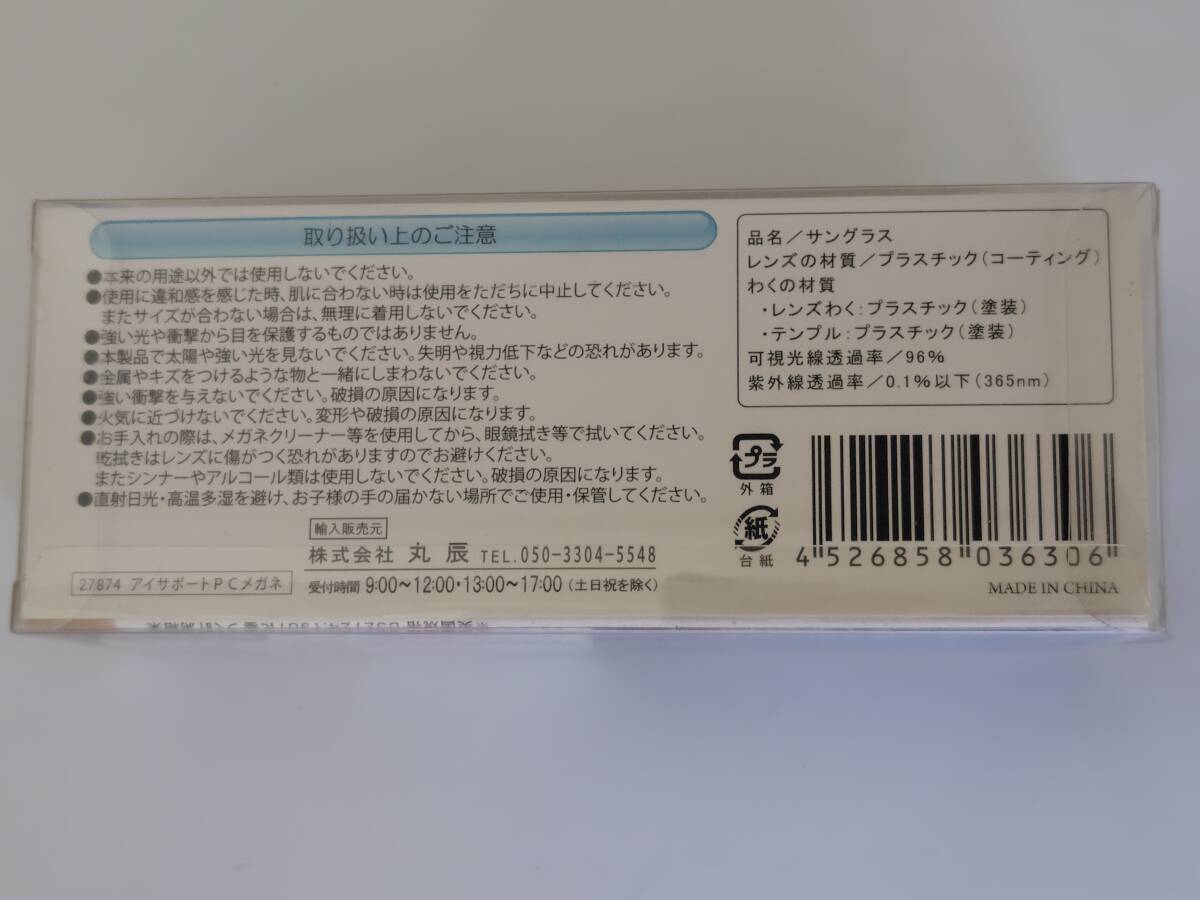 取り扱い上のご注意
●本来の用途以外では使用しないでください。
●使用に違和感を感じた時、肌に合わない時は使用をただちに中止してください。
またサイズが合わない場合は、無理に着用しないでください。
●強い光や衝撃から目を保護するものではありません。
●本製品で太陽や強い光を見ないでください。失明や視力低下などの恐れがあります。
●金属やキズをつけるような物と一緒にしまわないでください。
●強い衝撃を与えないでください。破損の原因になります。
●火気に近づけないでください。変形や破損の原因になります。
●お手入れの際は、メガネクリーナー等を使用してから、眼鏡拭き等で拭いてください。
乾拭きはレンズに傷がつく恐れがありますのでお避けください。
またシンナーやアルコール類は使用しないでください。破損の原因になります。
●直射日光・高温多湿を避け、お子様の手の届かない場所でご使用・保管してください。
輸入販売元
株式会社 丸辰 TEL.050-3304-5548
受付時間 9:00〜12:00・13:00〜17:00 (土日祝を除く)
27874 アイサポートPCメガネ
品名/サングラス
レンズの材質/プラスチック(コーティング)
わくの材質
・レンズわく:プラスチック(塗装)
・テンプル:プラスチック(塗装)
可視光線透過率/96%
紫外線透過率/0.1%以下(365nm)
プラ
外箱
紙
台紙
4 526858 036306
MADE IN CHINA